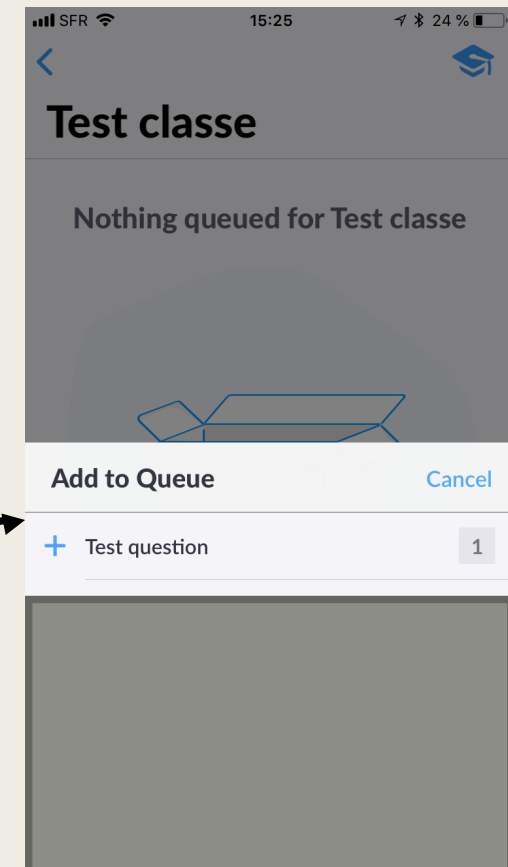 SFR 15:25 24 %
Test classe
Nothing queued for Test classe
Add to Queue Cancel
+ Test question 1